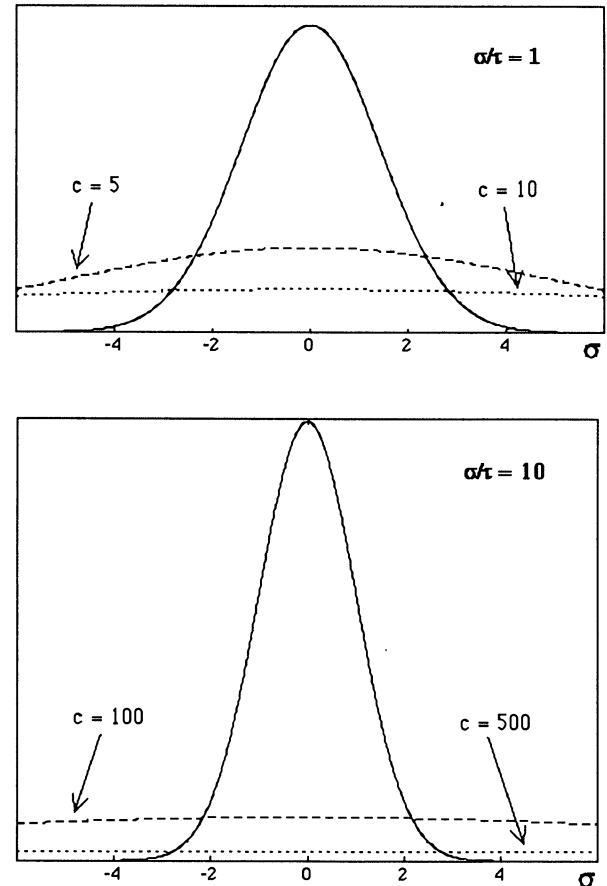 σ/τ = 1
c = 5
c = 10
-4 -2 0 2 4 σ
σ/τ = 10
c = 100
c = 500
-4 -2 0 2 4 σ